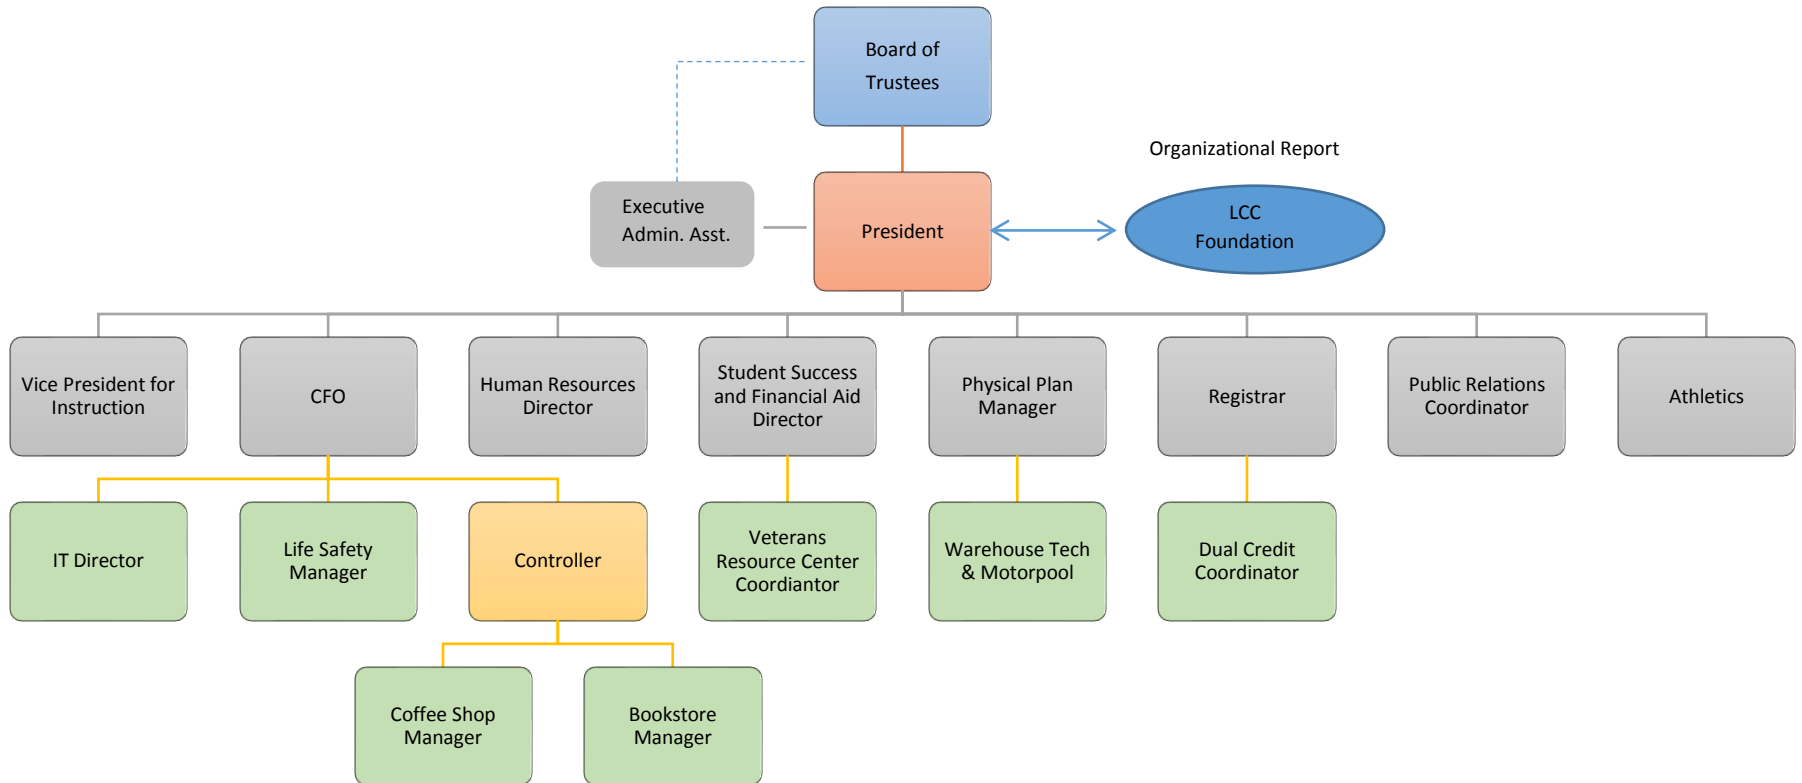 Board of
Trustees
Organizational Report
Executive
Admin. Asst.
President
LCC
Foundation
Vice President for
Instruction
CFO
Human Resources
Director
Student Success
and Financial Aid
Director
Physical Plan
Manager
Registrar
Public Relations
Coordinator
Athletics
IT Director
Life Safety
Manager
Controller
Veterans
Resource Center
Coordiantor
Warehouse Tech
& Motorpool
Dual Credit
Coordinator
Coffee Shop
Manager
Bookstore
Manager